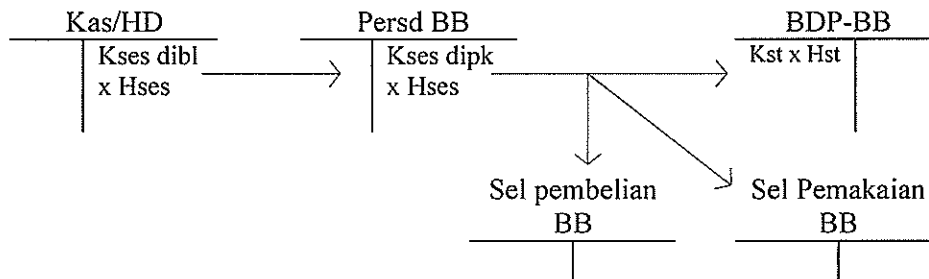 Kas/HD
Persd BB
BDP-BB
Kses dibl
x Hses
Kses dipk
x Hses
Kst x Hst
Sel pembelian
BB
Sel Pemakaian
BB